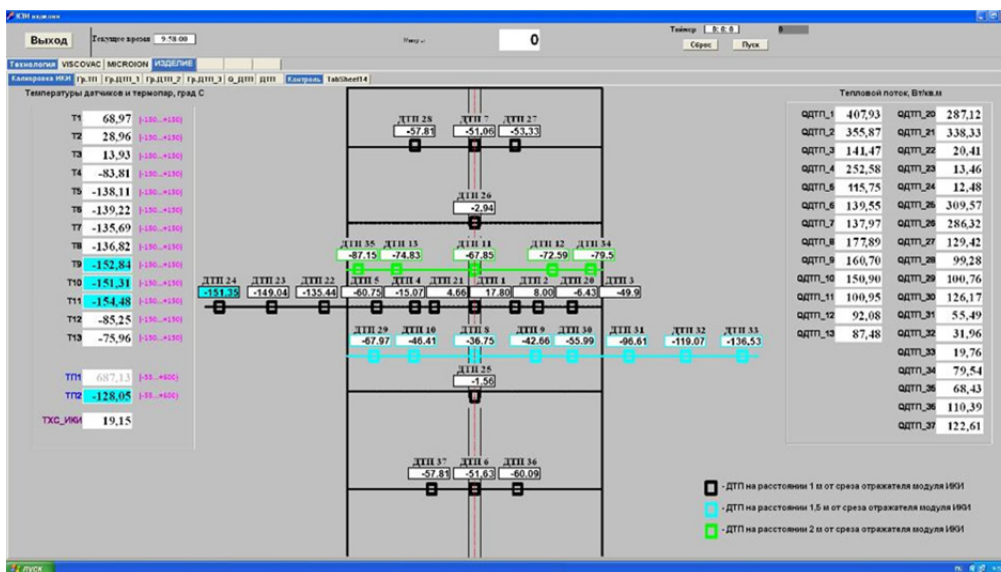 КЭИ изделия
Выход
Текущее время 9:58:00
Минуты
0
Таймер 0: 0: 0
0
Сброс Пуск
Технология VISCOVAC MICROION ИЗДЕЛИЕ
Калибровка ИКИ Гр.ТП Гр.ДТП_1 Гр.ДТП_2 Гр.ДТП_3 Q_ДТП ДТП Контроль TabSheet14
Температуры датчиков и термопар, град С
T1 68,97 (-150...+150)
T2 28,96 (-150...+150)
T3 13,93 (-150...+150)
T4 -83,81 (-150...+150)
T5 -138,11 (-150...+150)
T6 -139,22 (-150...+150)
T7 -135,69 (-150...+150)
T8 -136,82 (-150...+150)
T9 -152,84 (-150...+150)
T10 -151,31 (-150...+150)
T11 -154,48 (-150...+150)
T12 -85,25 (-150...+150)
T13 -75,96 (-150...+150)
ТП1 687,13 (-55...+600)
ТП2 -128,05 (-55...+600)
ТХС_ИКИ 19,15
ДТП 28 ДТП 7 ДТП 27
-57.81 -51.06 -53.33
ДТП 26
-2.94
ДТП 35 ДТП 13 ДТП 11 ДТП 12 ДТП 34
-87.15 -74.83 -67.85 -72.59 -79.5
ДТП 24 ДТП 23 ДТП 22 ДТП 5 ДТП 4 ДТП 21 ДТП 1 ДТП 2 ДТП 20 ДТП 3
-151.35 -149.04 -135.44 -60.75 -15.07 4.66 17.80 8.00 -6.43 -49.9
ДТП 29 ДТП 10 ДТП 8 ДТП 9 ДТП 30 ДТП 31 ДТП 32 ДТП 33
-67.97 -46.41 -36.75 -42.66 -55.99 -96.61 -119.07 -136.53
ДТП 25
-1.56
ДТП 37 ДТП 6 ДТП 36
-57.81 -51.63 -60.09
Тепловой поток, Вт/кв.м
QДТП_1 407,93 QДТП_20 287,12
QДТП_2 355,87 QДТП_21 338,33
QДТП_3 141,47 QДТП_22 20,41
QДТП_4 252,58 QДТП_23 13,46
QДТП_5 115,75 QДТП_24 12,48
QДТП_6 139,55 QДТП_25 309,57
QДТП_7 137,97 QДТП_26 286,32
QДТП_8 177,89 QДТП_27 129,42
QДТП_9 160,70 QДТП_28 99,28
QДТП_10 150,90 QДТП_29 100,76
QДТП_11 100,95 QДТП_30 126,17
QДТП_12 92,08 QДТП_31 55,49
QДТП_13 87,48 QДТП_32 31,96
QДТП_33 19,76
QДТП_34 79,54
QДТП_35 68,43
QДТП_36 110,39
QДТП_37 122,61
- ДТП на расстоянии 1 м от среза отражателя модуля ИКИ
- ДТП на расстоянии 1,5 м от среза отражателя модуля ИКИ
- ДТП на расстоянии 2 м от среза отражателя модуля ИКИ
пуск